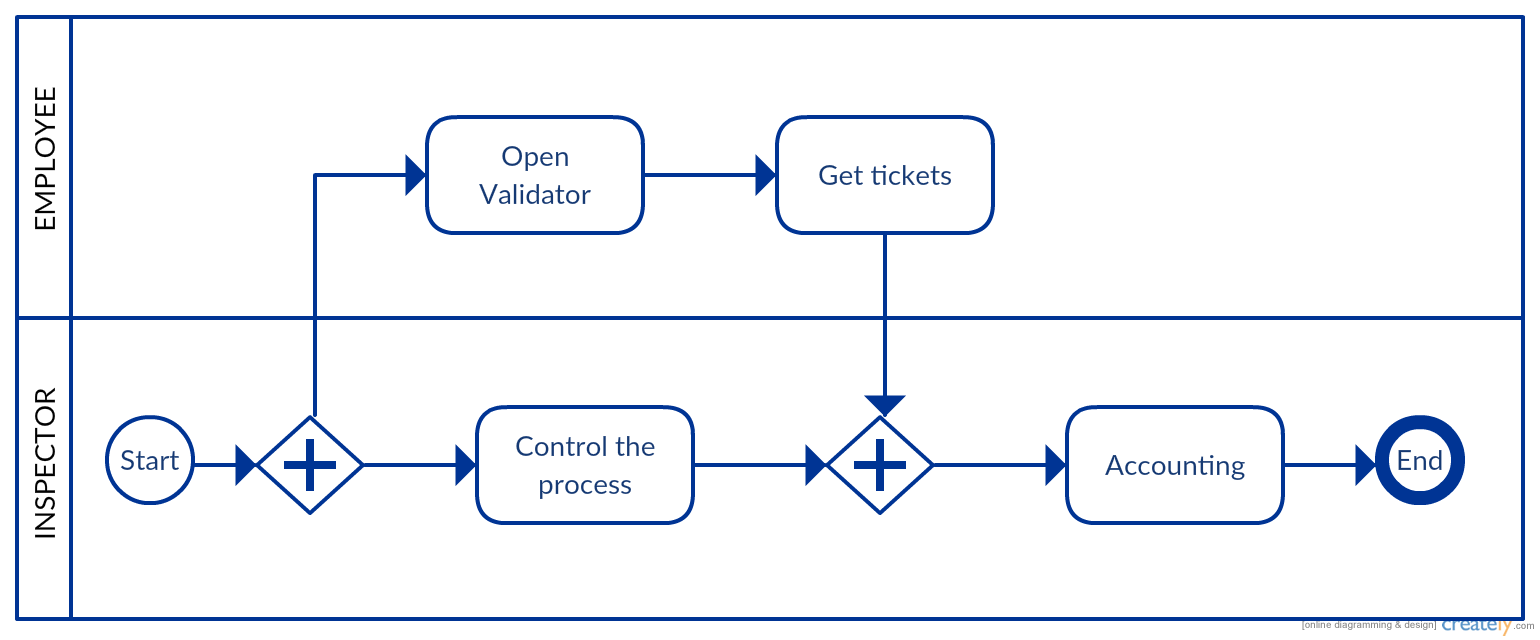 EMPLOYEE
Open
Validator
Get tickets
INSPECTOR
Start
Control the
process
Accounting
End
[online diagramming & design] creately.com